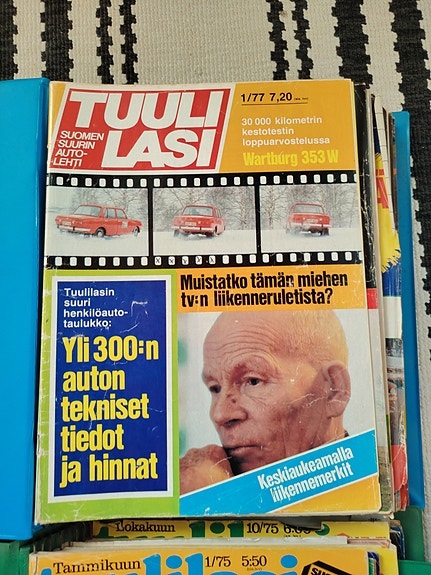 TUULI
LASI
SUOMEN
SUURIN
AUTO-
LEHTI
1/77 7,20
30 000 kilometrin
kestotestin
loppuarvostelussa
Wartburg 353 W
Muistatko tämän miehen
tv:n liikenneruletista?
Tuulilasin
suuri
henkilöauto-
taulukko:
Yli 300:n
auton
tekniset
tiedot
ja hinnat
Keskiaukeamalla
liikennemerkit
Lokakuun 10/75
Tammikuun 1/75 5:50